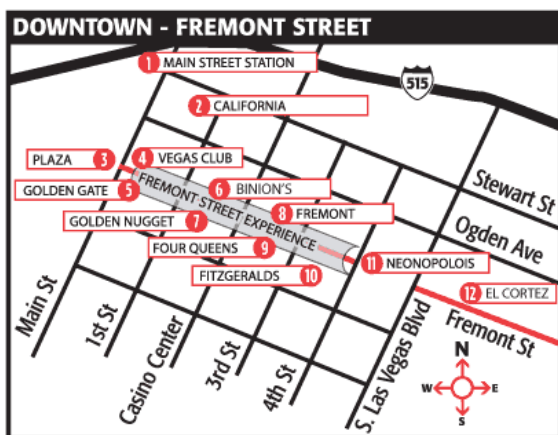 DOWNTOWN - FREMONT STREET
1 MAIN STREET STATION
515
2 CALIFORNIA
PLAZA 3
4 VEGAS CLUB
GOLDEN GATE 5
6 BINION'S
Stewart St
FREMONT STREET EXPERIENCE
GOLDEN NUGGET 7
8 FREMONT
Ogden Ave
FOUR QUEENS 9
FITZGERALDS 10
11 NEONOPOLOIS
12 EL CORTEZ
Fremont St
Main St
1st St
Casino Center
3rd St
4th St
S. Las Vegas Blvd
N
W E
S